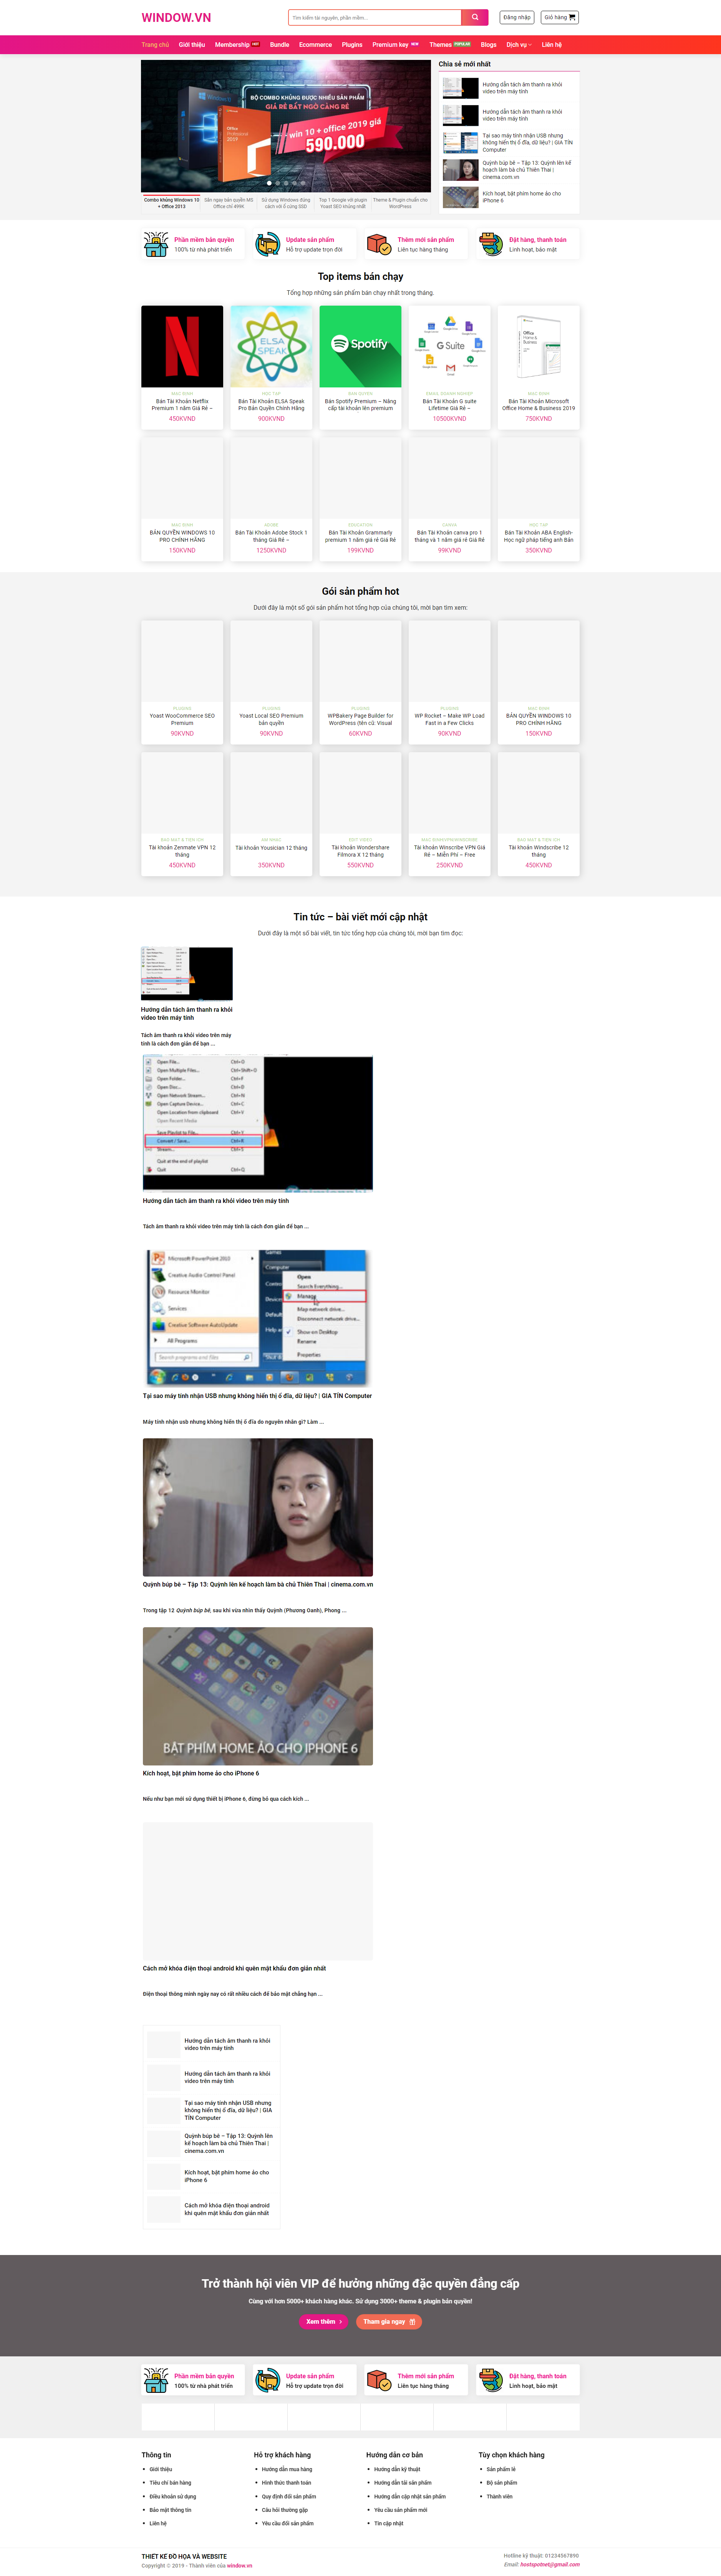 WINDOW.VN
Tìm kiếm tài nguyên, phần mềm...
Đăng nhập
Giỏ hàng
Trang chủ
Giới thiệu
Membership HOT
Bundle
Ecommerce
Plugins
Premium key NEW
Themes POPULAR
Blogs
Dịch vụ
Liên hệ
BỘ COMBO KHỦNG ĐƯỢC NHIỀU SẢN PHẨM
GIÁ RẺ BẤT NGỜ CÀNG RẺ
win 10 + office 2019 giá
590.000
Combo khủng Windows 10
+ Office 2013
Sẵn ngay bản quyền MS
Office chỉ 499K
Sử dụng Windows đúng
cách với ổ cứng SSD
Top 1 Google với plugin
Yoast SEO khủng nhất
Theme & Plugin chuẩn cho
WordPress
Chia sẻ mới nhất
Hướng dẫn tách âm thanh ra khỏi
video trên máy tính
Hướng dẫn tách âm thanh ra khỏi
video trên máy tính
Tại sao máy tính nhận USB nhưng
không hiển thị ổ đĩa, dữ liệu? | GIA TÍN
Computer
Quỳnh búp bê – Tập 13: Quỳnh lên kế
hoạch làm bà chủ Thiên Thai |
cinema.com.vn
Kích hoạt, bật phím home ảo cho
iPhone 6
Phần mềm bản quyền
100% từ nhà phát triển
Update sản phẩm
Hỗ trợ update trọn đời
Thêm mới sản phẩm
Liên tục hàng tháng
Đặt hàng, thanh toán
Linh hoạt, bảo mật
Top items bán chạy
Tổng hợp những sản phẩm bán chạy nhất trong tháng.
ELSA
SPEAK
Spotify
G Suite
Office
Home &
Business
MẶC ĐỊNH
Bán Tài Khoản Netflix
Premium 1 năm Giá Rẻ –
450KVND
HỌC TẬP
Bán Tài Khoản ELSA Speak
Pro Bản Quyền Chính Hãng
900KVND
BẢN QUYỀN
Bán Spotify Premium – Nâng
cấp tài khoản lên premium
EMAIL DOANH NGHIỆP
Bán Tài Khoản G suite
Lifetime Giá Rẻ –
10500KVND
MẶC ĐỊNH
Bán Tài Khoản Microsoft
Office Home & Business 2019
750KVND
MẶC ĐỊNH
BẢN QUYỀN WINDOWS 10
PRO CHÍNH HÃNG
150KVND
ADOBE
Bán Tài Khoản Adobe Stock 1
tháng Giá Rẻ –
1250KVND
EDUCATION
Bán Tài Khoản Grammarly
premium 1 năm giá rẻ Giá Rẻ
199KVND
CANVA
Bán Tài Khoản canva pro 1
tháng và 1 năm giá rẻ Giá Rẻ
99KVND
HỌC TẬP
Bán Tài Khoản ABA English-
Học ngữ pháp tiếng anh Bản
350KVND
Gói sản phẩm hot
Dưới đây là một số gói sản phẩm hot tổng hợp của chúng tôi, mời bạn tìm xem:
PLUGINS
Yoast WooCommerce SEO
Premium
90KVND
PLUGINS
Yoast Local SEO Premium
bản quyền
90KVND
PLUGINS
WPBakery Page Builder for
WordPress (tên cũ: Visual
60KVND
PLUGINS
WP Rocket – Make WP Load
Fast in a Few Clicks
90KVND
MẶC ĐỊNH
BẢN QUYỀN WINDOWS 10
PRO CHÍNH HÃNG
150KVND
BẢO MẬT & TIỆN ÍCH
Tài khoản Zenmate VPN 12
tháng
450KVND
ÂM NHẠC
Tài khoản Yousician 12 tháng
350KVND
EDIT VIDEO
Tài khoản Wondershare
Filmora X 12 tháng
550KVND
Tài khoản Winscribe VPN Giá
Rẻ – Miễn Phí – Free
250KVND
BẢO MẬT & TIỆN ÍCH
Tài khoản Windscribe 12
tháng
450KVND
Tin tức – bài viết mới cập nhật
Dưới đây là một số bài viết, tin tức tổng hợp của chúng tôi, mời bạn tìm đọc:
Hướng dẫn tách âm thanh ra khỏi
video trên máy tính
Tách âm thanh ra khỏi video trên máy
tính là cách đơn giản để bạn ...
Open File... Ctrl+O
Open Multiple Files... Ctrl+Shift+O
Open Folder... Ctrl+F
Open Disc... Ctrl+D
Open Network Stream... Ctrl+N
Open Capture Device... Ctrl+C
Open Location from clipboard Ctrl+V
Open Recent Media
Save Playlist to File... Ctrl+Y
Convert / Save... Ctrl+R
Stream... Ctrl+S
Quit at the end of playlist
Quit Ctrl+Q
Hướng dẫn tách âm thanh ra khỏi video trên máy tính
Tách âm thanh ra khỏi video trên máy tính là cách đơn giản để bạn ...
Microsoft PowerPoint 2010
Creative Audio Control Panel
Resource Monitor
Services
Creative Software AutoUpdate
All Programs
Search programs and files
Games
Computer
Open
Search Everything...
Manage
Map network drive...
Disconnect network drive...
Show on Desktop
Rename
Properties
Tại sao máy tính nhận USB nhưng không hiển thị ổ đĩa, dữ liệu? | GIA TÍN Computer
Máy tính nhận usb nhưng không hiển thị ổ đĩa do nguyên nhân gì? Làm ...
Quỳnh búp bê – Tập 13: Quỳnh lên kế hoạch làm bà chủ Thiên Thai | cinema.com.vn
Trong tập 12 Quỳnh búp bê, sau khi vừa nhìn thấy Quỳnh (Phương Oanh), Phong ...
BẬT PHÍM HOME ẢO CHO IPHONE 6
Kích hoạt, bật phím home ảo cho iPhone 6
Nếu như bạn mới sử dụng thiết bị iPhone 6, đừng bỏ qua cách kích ...
Cách mở khóa điện thoại android khi quên mật khẩu đơn giản nhất
Điện thoại thông minh ngày nay có rất nhiều cách để bảo mật chẳng hạn ...
Hướng dẫn tách âm thanh ra khỏi
video trên máy tính
Hướng dẫn tách âm thanh ra khỏi
video trên máy tính
Tại sao máy tính nhận USB nhưng
không hiển thị ổ đĩa, dữ liệu? | GIA
TÍN Computer
Quỳnh búp bê – Tập 13: Quỳnh lên
kế hoạch làm bà chủ Thiên Thai |
cinema.com.vn
Kích hoạt, bật phím home ảo cho
iPhone 6
Cách mở khóa điện thoại android
khi quên mật khẩu đơn giản nhất
Trở thành hội viên VIP để hưởng những đặc quyền đẳng cấp
Cùng với hơn 5000+ khách hàng khác. Sử dụng 3000+ theme & plugin bản quyền!
Xem thêm
Tham gia ngay
Phần mềm bản quyền
100% từ nhà phát triển
Update sản phẩm
Hỗ trợ update trọn đời
Thêm mới sản phẩm
Liên tục hàng tháng
Đặt hàng, thanh toán
Linh hoạt, bảo mật
Thông tin
Giới thiệu
Tiêu chí bán hàng
Điều khoản sử dụng
Bảo mật thông tin
Liên hệ
Hỗ trợ khách hàng
Hướng dẫn mua hàng
Hình thức thanh toán
Quy định đổi sản phẩm
Câu hỏi thường gặp
Yêu cầu đổi sản phẩm
Hướng dẫn cơ bản
Hướng dẫn kỹ thuật
Hướng dẫn tải sản phẩm
Hướng dẫn cập nhật sản phẩm
Yêu cầu sản phẩm mới
Tin cập nhật
Tùy chọn khách hàng
Sản phẩm lẻ
Bộ sản phẩm
Thành viên
THIẾT KẾ ĐỒ HỌA VÀ WEBSITE
Copyright © 2019 - Thành viên của window.vn
Hotline kỹ thuật: 01234567890
Email: hostspotnet@gmail.com